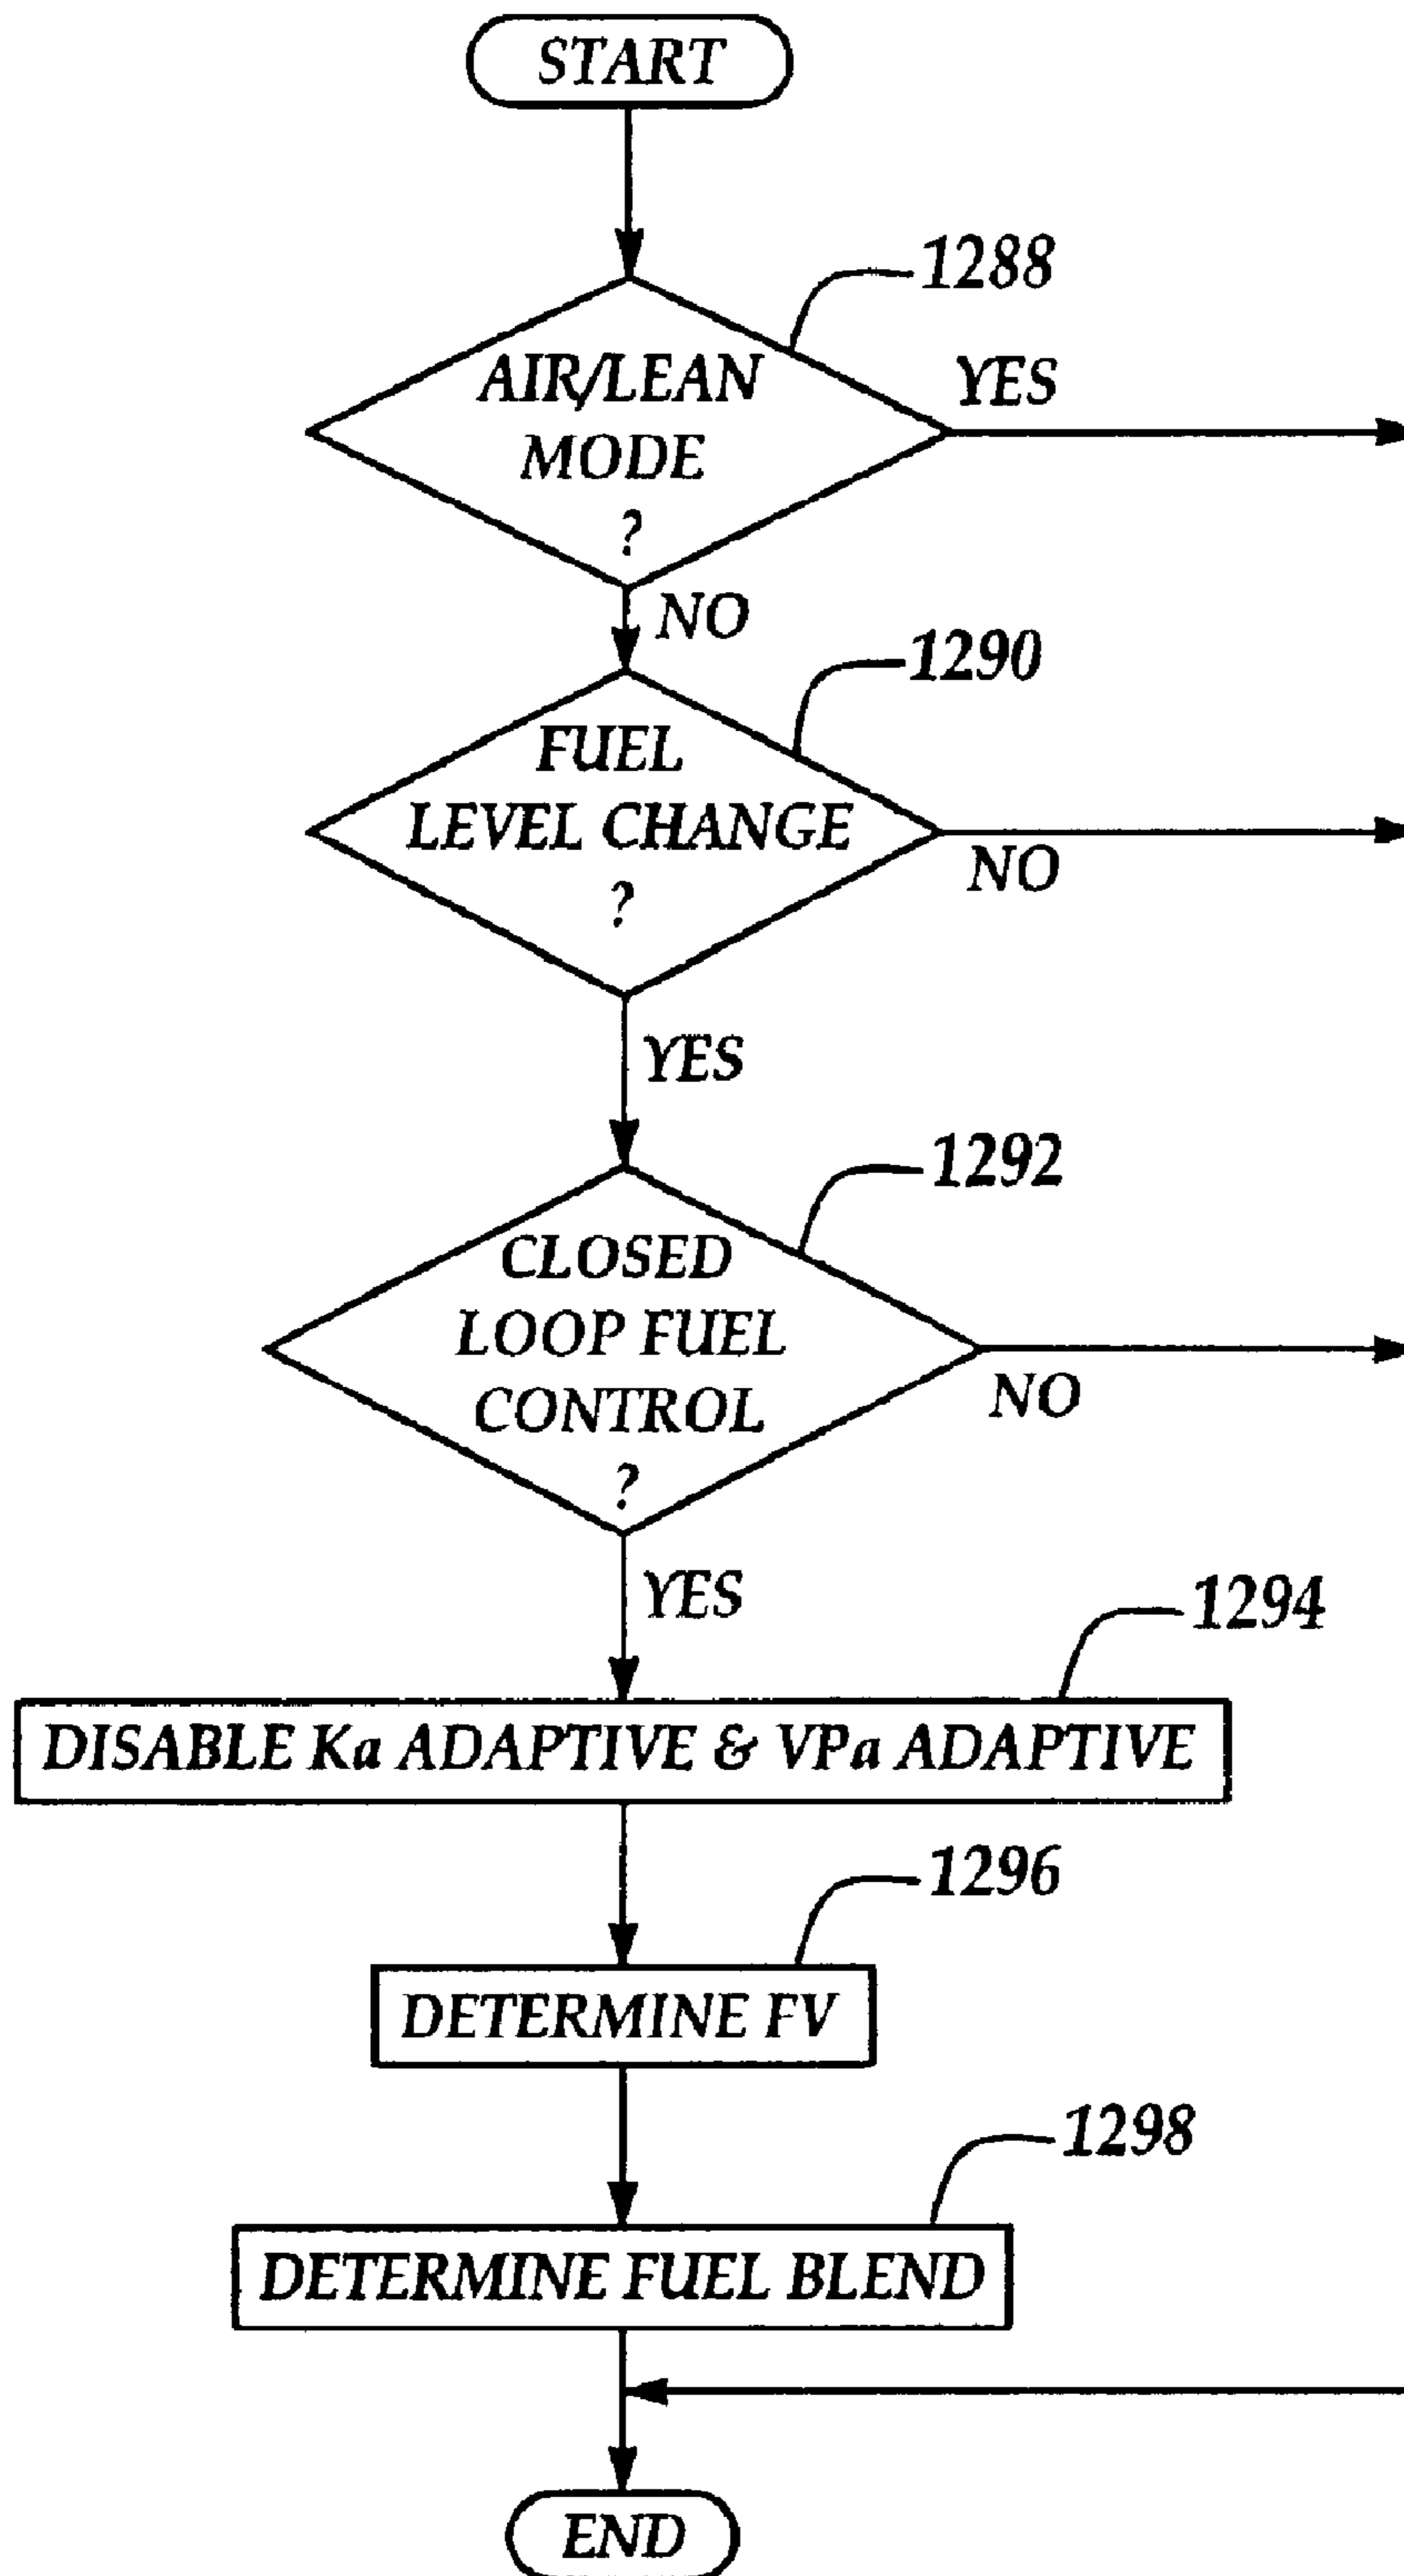 START
1288
AIR/LEAN
MODE
?
YES
NO
1290
FUEL
LEVEL CHANGE
?
NO
YES
1292
CLOSED
LOOP FUEL
CONTROL
?
NO
YES
1294
DISABLE Ka ADAPTIVE & VPa ADAPTIVE
1296
DETERMINE FV
1298
DETERMINE FUEL BLEND
END